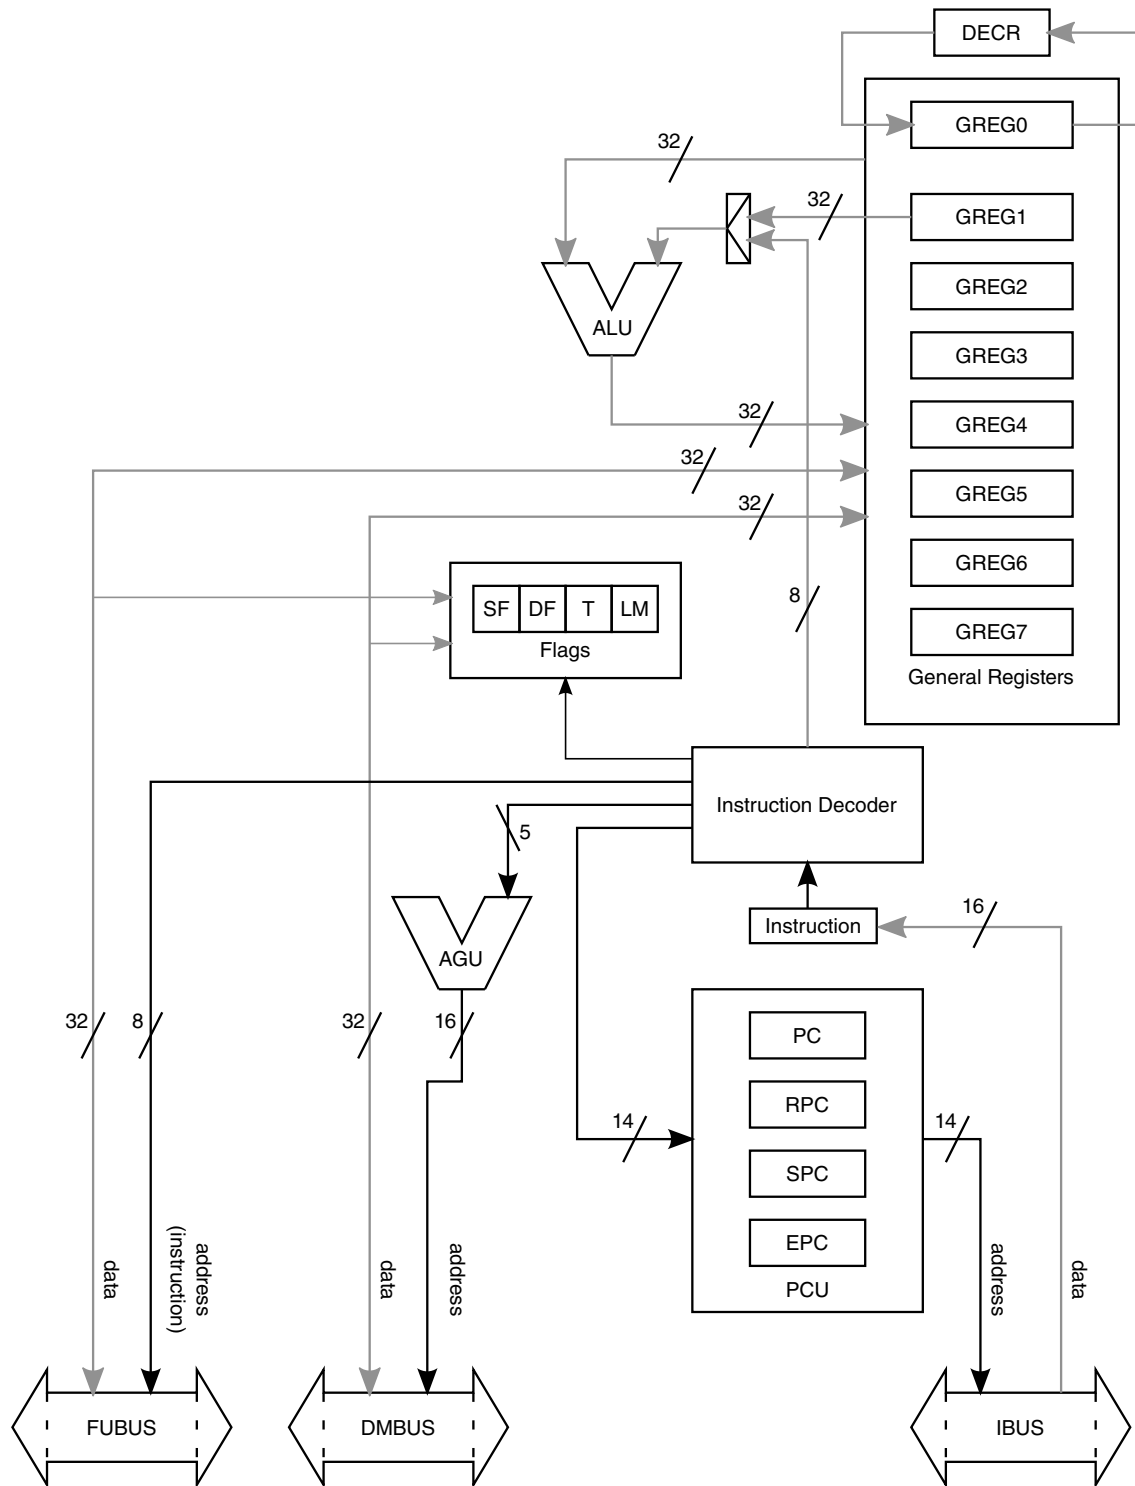 DECR
GREG0
32
32
GREG1
GREG2
ALU
GREG3
32
GREG4
32
GREG5
32
GREG6
8
SF DF T LM
GREG7
Flags
General Registers
Instruction Decoder
5
16
Instruction
AGU
32
8
32
16
PC
RPC
14
14
SPC
EPC
PCU
data
address
(instruction)
data
address
address
data
FUBUS
DMBUS
IBUS